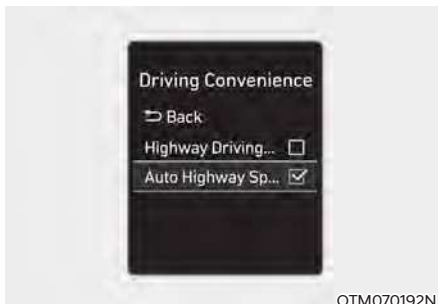 Driving Convenience
Back
Highway Driving...
Auto Highway Sp...
OTM070192N